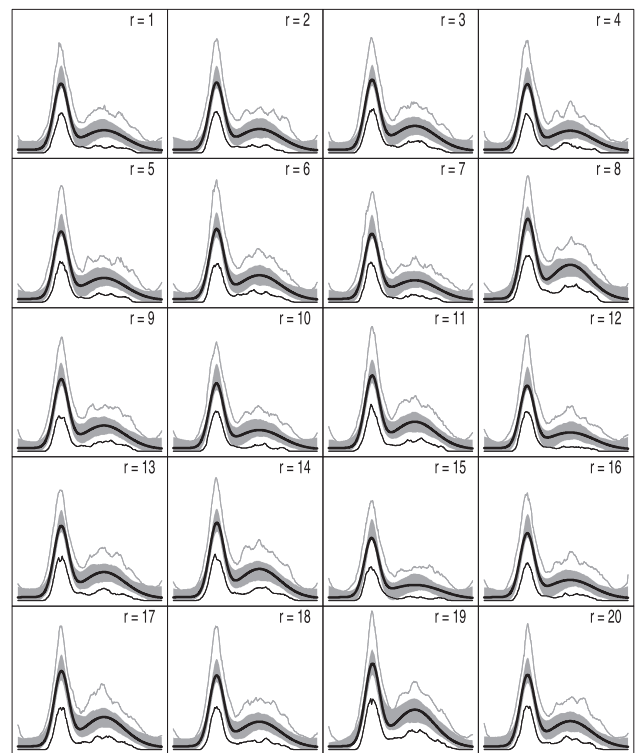 r = 1
r = 2
r = 3
r = 4
r = 5
r = 6
r = 7
r = 8
r = 9
r = 10
r = 11
r = 12
r = 13
r = 14
r = 15
r = 16
r = 17
r = 18
r = 19
r = 20